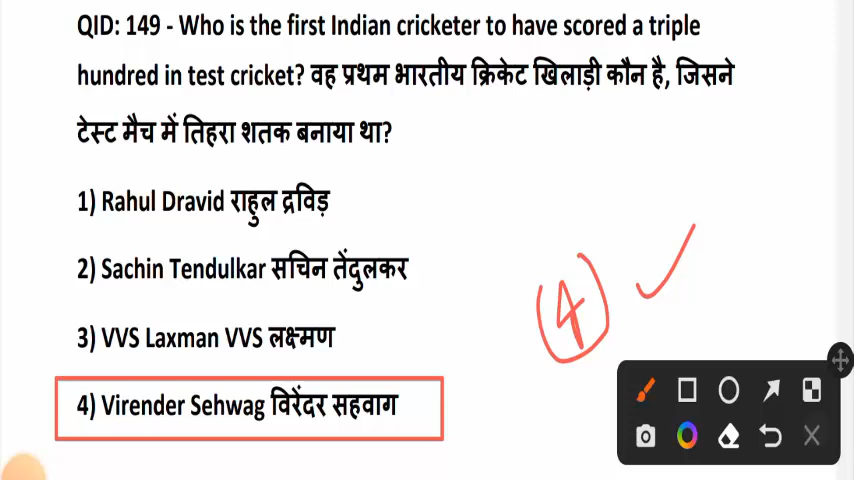 QID: 149 - Who is the first Indian cricketer to have scored a triple
hundred in test cricket? वह प्रथम भारतीय क्रिकेट खिलाड़ी कौन है, जिसने
टेस्ट मैच में तिहरा शतक बनाया था?
1) Rahul Dravid राहुल द्रविड़
2) Sachin Tendulkar सचिन तेंदुलकर
3) VVS Laxman VVS लक्ष्मण
4
4) Virender Sehwag विरेंदर सहवाग